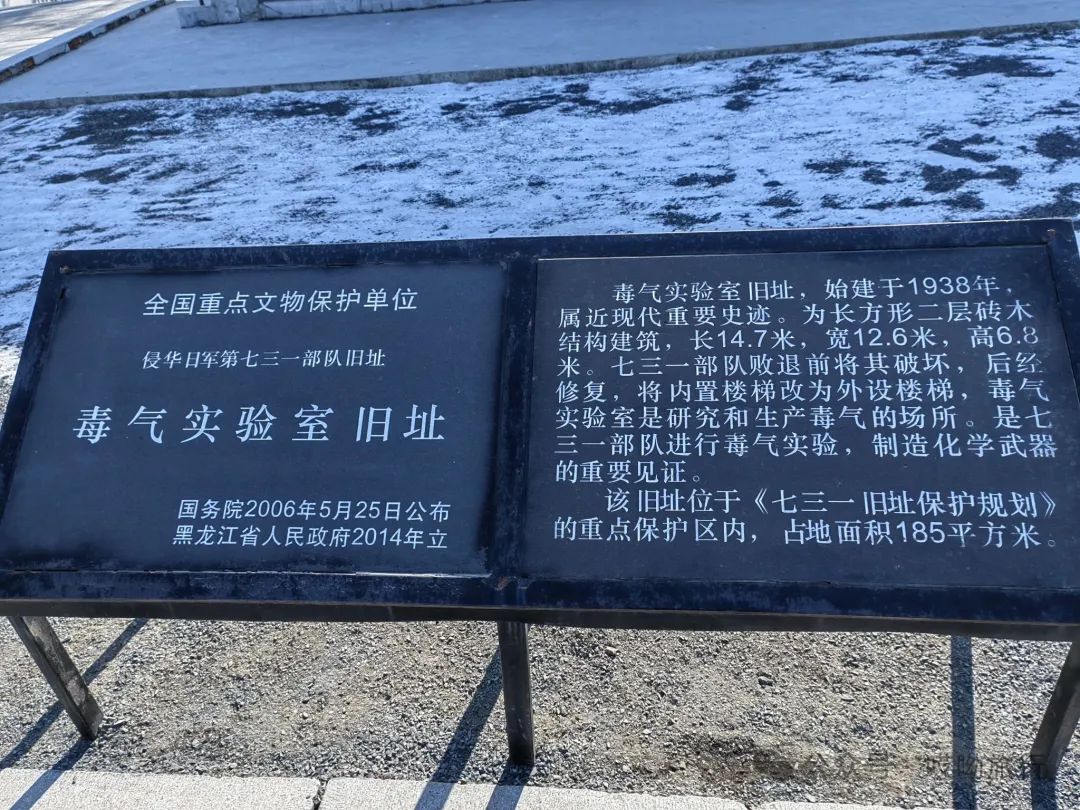 全国重点文物保护单位
侵华日军第七三一部队旧址
毒气实验室旧址
国务院2006年5月25日公布
黑龙江省人民政府2014年立
毒气实验室旧址，始建于1938年，
属近现代重要史迹。为长方形二层砖木
结构建筑，长14.7米，宽12.6米，高6.8
米。七三一部队败退前将其破坏，后经
修复，将内置楼梯改为外设楼梯，毒气
实验室是研究和生产毒气的场所。是七
三一部队进行毒气实验，制造化学武器
的重要见证。
该旧址位于《七三一旧址保护规划》
的重点保护区内，占地面积185平方米。
公众号